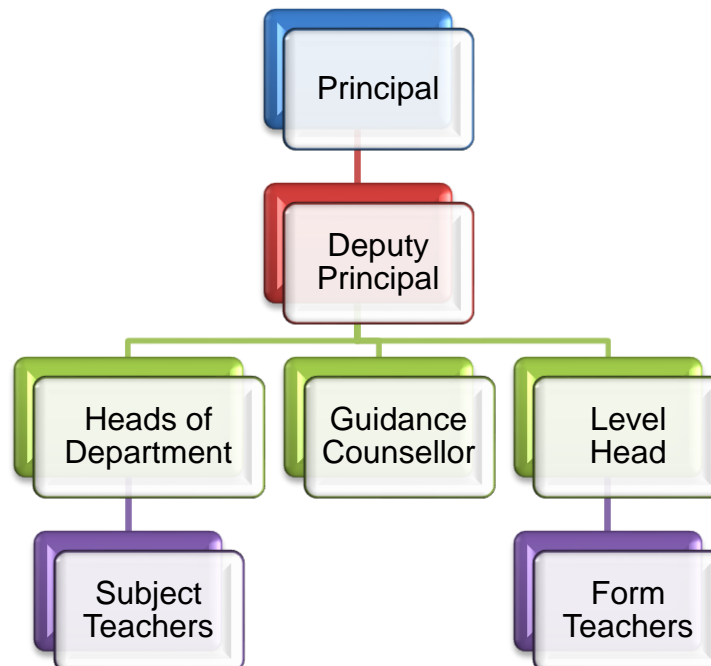 Principal
Deputy
Principal
Heads of
Department
Guidance
Counsellor
Level
Head
Subject
Teachers
Form
Teachers